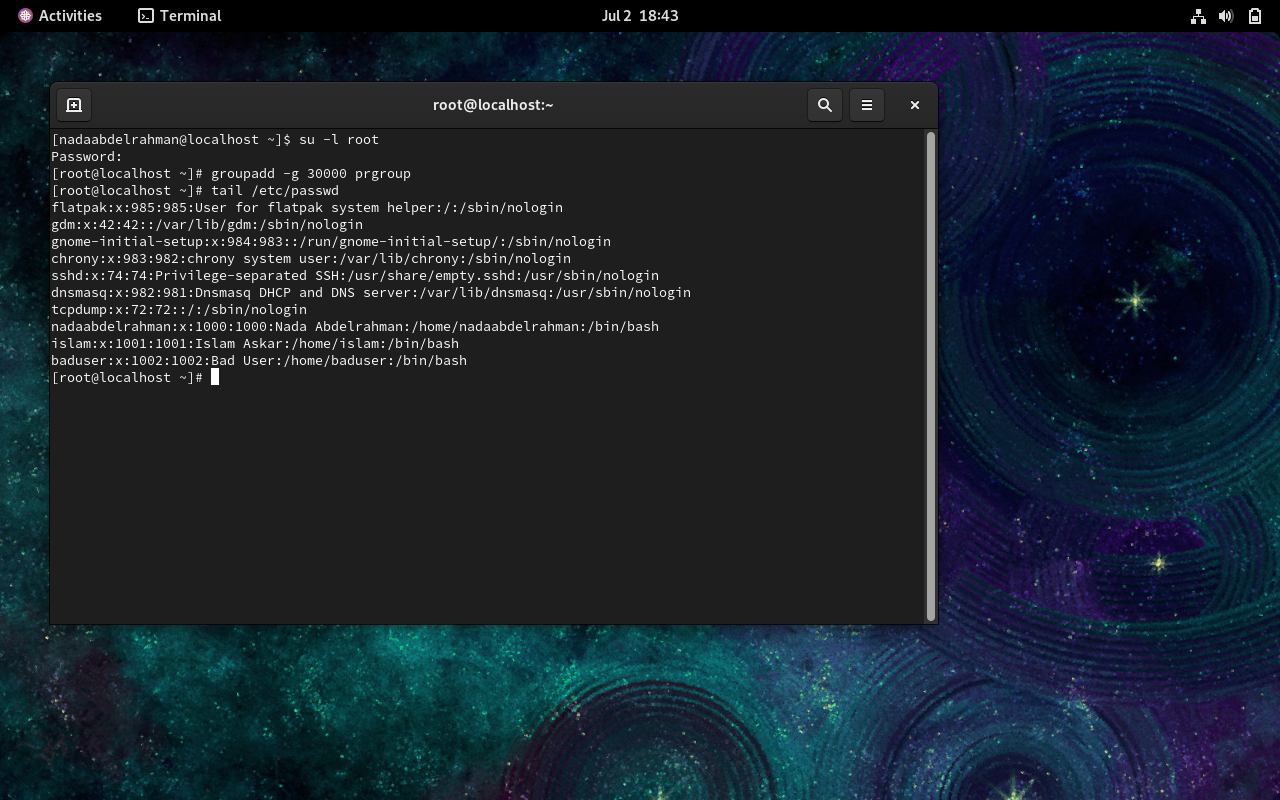 Activities
Terminal
Jul 2 18:43
root@localhost:~
[nadaabdelrahman@localhost ~]$ su -l root
Password:
[root@localhost ~]# groupadd -g 30000 prgroup
[root@localhost ~]# tail /etc/passwd
flatpak:x:985:985:User for flatpak system helper:/:/sbin/nologin
gdm:x:42:42::/var/lib/gdm:/sbin/nologin
gnome-initial-setup:x:984:983::/run/gnome-initial-setup/:/sbin/nologin
chrony:x:983:982:chrony system user:/var/lib/chrony:/sbin/nologin
sshd:x:74:74:Privilege-separated SSH:/usr/share/empty.sshd:/usr/sbin/nologin
dnsmasq:x:982:981:Dnsmasq DHCP and DNS server:/var/lib/dnsmasq:/usr/sbin/nologin
tcpdump:x:72:72::/:/sbin/nologin
nadaabdelrahman:x:1000:1000:Nada Abdelrahman:/home/nadaabdelrahman:/bin/bash
islam:x:1001:1001:Islam Askar:/home/islam:/bin/bash
baduser:x:1002:1002:Bad User:/home/baduser:/bin/bash
[root@localhost ~]#